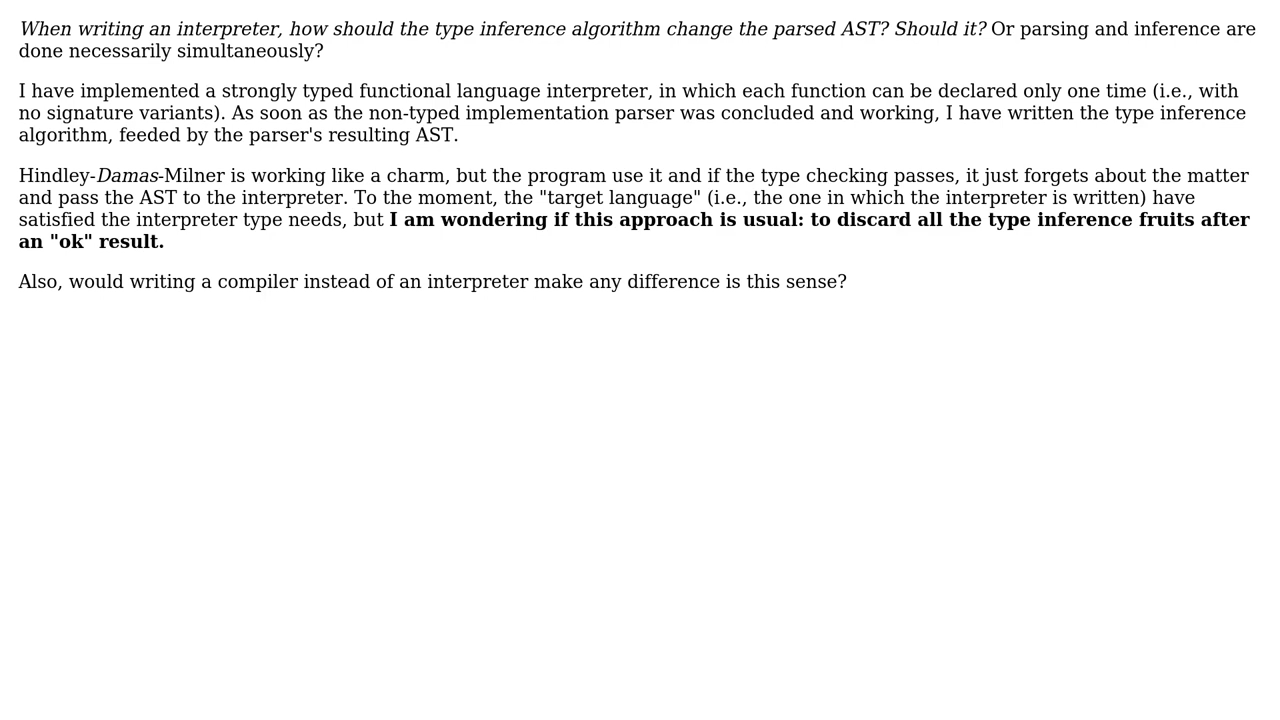 When writing an interpreter, how should the type inference algorithm change the parsed AST? Should it? Or parsing and inference are
done necessarily simultaneously?
I have implemented a strongly typed functional language interpreter, in which each function can be declared only one time (i.e., with
no signature variants). As soon as the non-typed implementation parser was concluded and working, I have written the type inference
algorithm, feeded by the parser's resulting AST.
Hindley-Damas-Milner is working like a charm, but the program use it and if the type checking passes, it just forgets about the matter
and pass the AST to the interpreter. To the moment, the "target language" (i.e., the one in which the interpreter is written) have
satisfied the interpreter type needs, but I am wondering if this approach is usual: to discard all the type inference fruits after
an "ok" result.
Also, would writing a compiler instead of an interpreter make any difference is this sense?